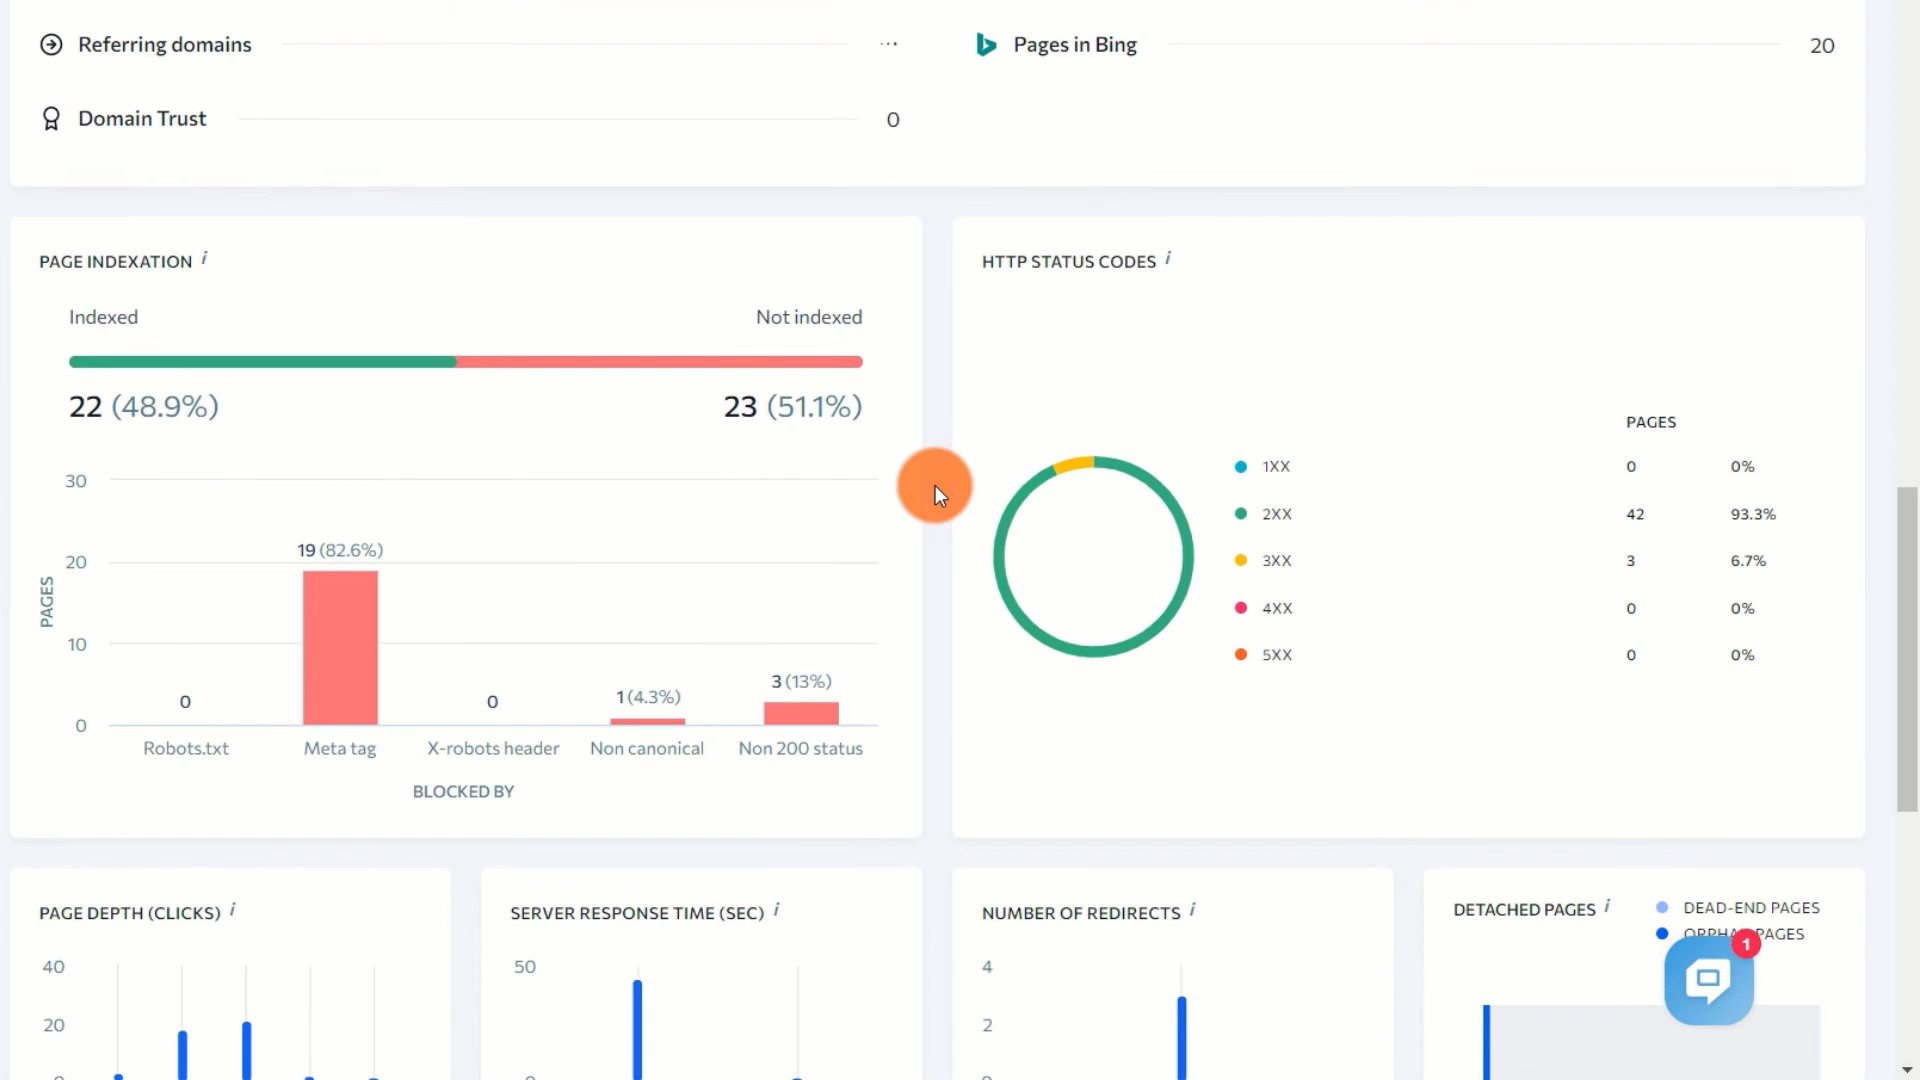 Referring domains ...
Pages in Bing 20
Domain Trust 0
PAGE INDEXATION i
Indexed Not indexed
22 (48.9%) 23 (51.1%)
30
20
10
0
PAGES
0
19 (82.6%)
0
1 (4.3%)
3 (13%)
Robots.txt Meta tag X-robots header Non canonical Non 200 status
BLOCKED BY
HTTP STATUS CODES i
PAGES
1XX 0 0%
2XX 42 93.3%
3XX 3 6.7%
4XX 0 0%
5XX 0 0%
PAGE DEPTH (CLICKS) i
40
20
SERVER RESPONSE TIME (SEC) i
50
NUMBER OF REDIRECTS i
4
2
DETACHED PAGES i
DEAD-END PAGES
PAGES
1